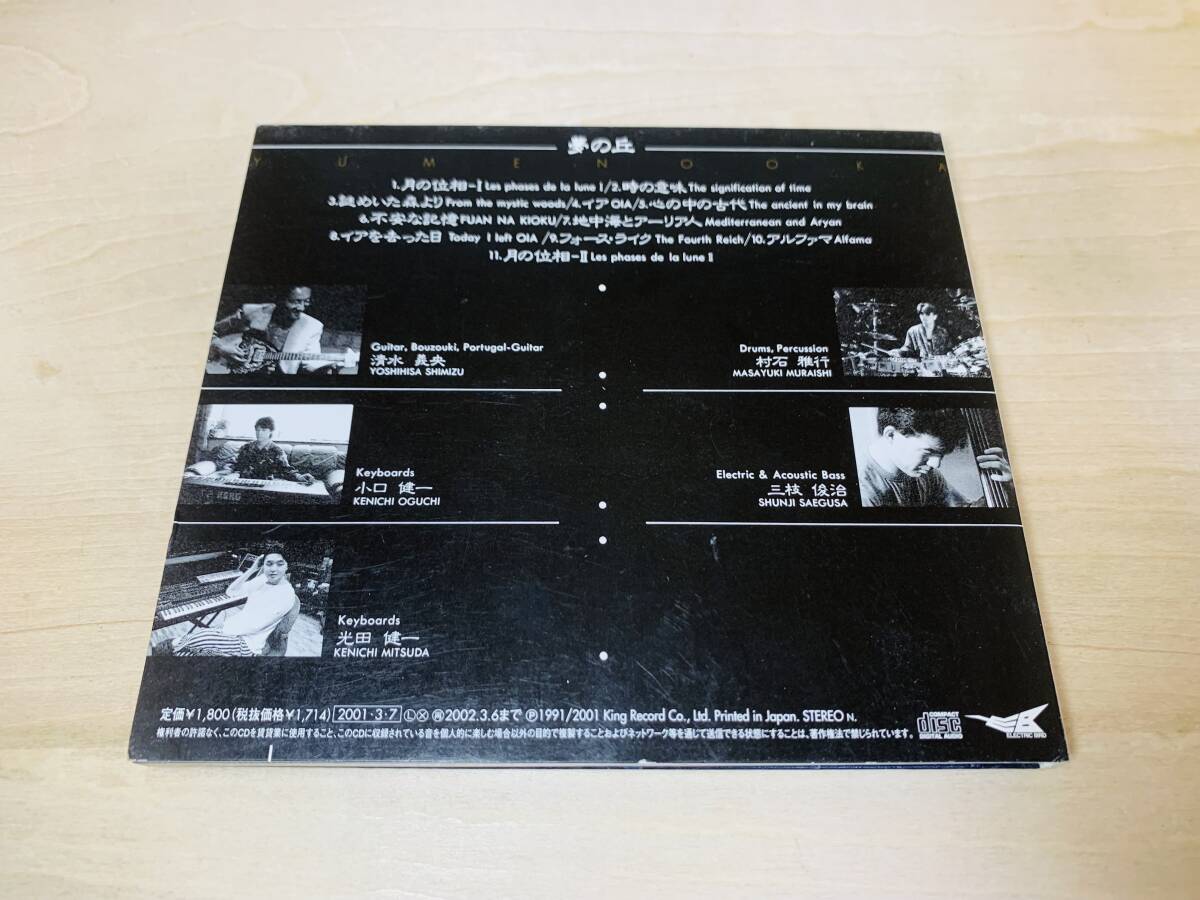 夢の丘
YUMENOOKA
1.月の位相-I Les phases de la lune I/2.時の意味 The signification of time
3.謎めいた森より From the mystic woods/4.イア OIA/5.心の中の古代 The ancient in my brain
6.不安な記憶 FUAN NA KIOKU/7.地中海とアーリア人 Mediterranean and Aryan
8.イアを去った日 Today I left OIA /9.フォース・ライク The Fourth Reich/10.アルファマ Alfama
11.月の位相-II Les phases de la lune II
Guitar, Bouzouki, Portugal-Guitar
清水 義央
YOSHIHISA SHIMIZU
Drums, Percussion
村石 雅行
MASAYUKI MURAISHI
Keyboards
小口 健一
KENICHI OGUCHI
KORG
Electric & Acoustic Bass
三枝 俊治
SHUNJI SAEGUSA
Keyboards
光田 健一
KENICHI MITSUDA
定価¥1,800(税抜価格¥1,714) 2001・3・7 Ⓛ Ⓧ 再 2002.3.6まで Ⓟ1991/2001 King Record Co., Ltd. Printed in Japan. STEREO N.
権利者の許諾なく、このCDを賃貸業に使用すること、このCDに収録されている音を個人的に楽しむ場合以外の目的で複製することおよびネットワーク等を通じて送信できる状態にすることは、著作権法で禁じられています。
COMPACT
disc
DIGITAL AUDIO
EB
ELECTRIC BIRD